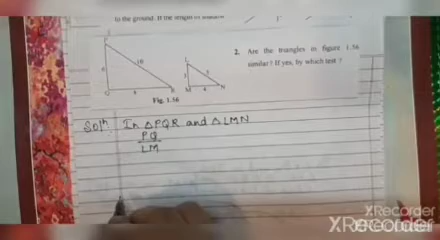 to the ground. If the length of
2. Are the triangles in figure 1.56
similar? If yes, by which test ?
P
6
10
Q
R
L
3
5
M
4
N
Fig. 1.56
Solⁿ: In △PQR and △LMN
PQ
LM
XRecorder
XRecorder